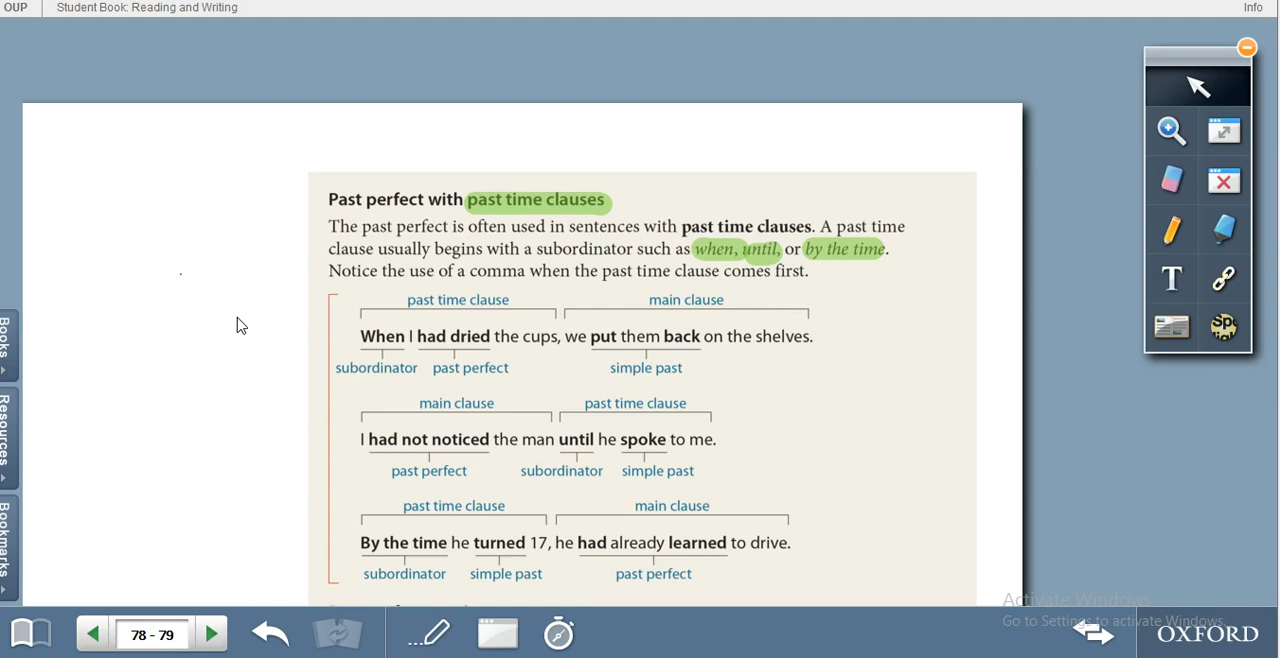 OUP Student Book: Reading and Writing Info
Past perfect with past time clauses
The past perfect is often used in sentences with past time clauses. A past time
clause usually begins with a subordinator such as when, until, or by the time.
Notice the use of a comma when the past time clause comes first.
past time clause main clause
When I had dried the cups, we put them back on the shelves.
subordinator past perfect simple past
main clause past time clause
I had not noticed the man until he spoke to me.
past perfect subordinator simple past
past time clause main clause
By the time he turned 17, he had already learned to drive.
subordinator simple past past perfect
Books
Resources
Bookmarks
T
Activate Windows
Go to Settings to activate Windows.
78 - 79
OXFORD